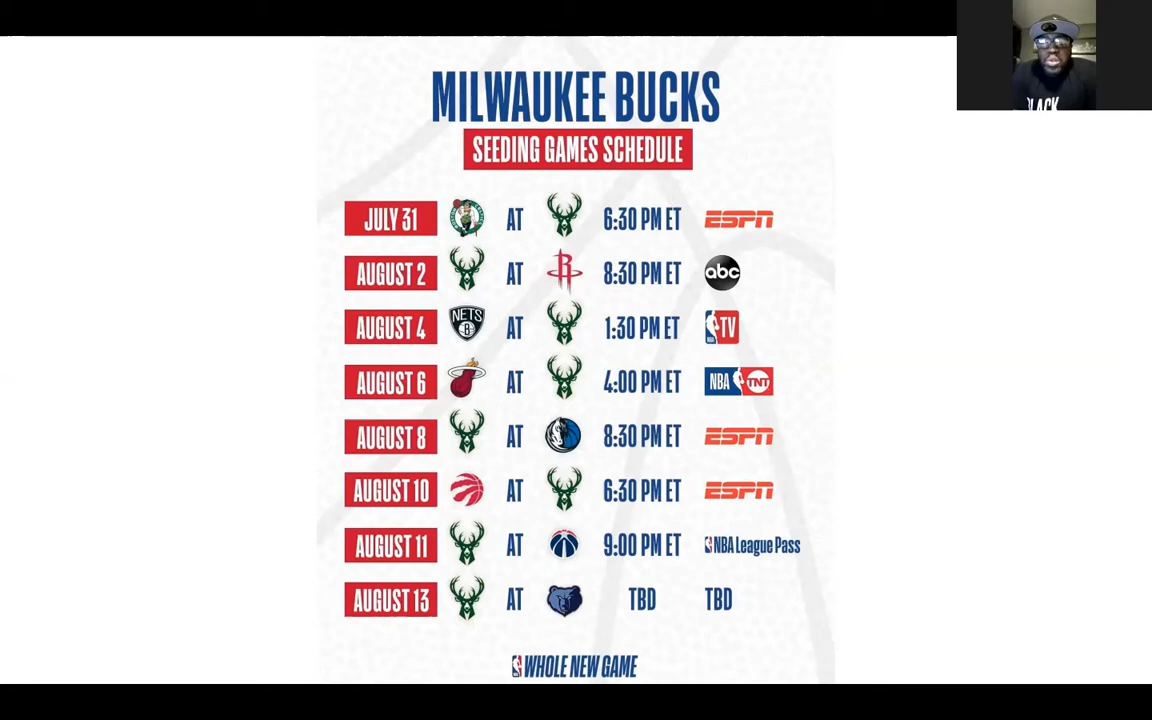 MILWAUKEE BUCKS
SEEDING GAMES SCHEDULE
JULY 31 AT 6:30 PM ET ESPN
AUGUST 2 AT R 8:30 PM ET abc
AUGUST 4 NETS B AT 1:30 PM ET TV
AUGUST 6 AT 4:00 PM ET NBA TNT
AUGUST 8 AT 8:30 PM ET ESPN
AUGUST 10 AT 6:30 PM ET ESPN
AUGUST 11 AT 9:00 PM ET NBA League Pass
AUGUST 13 AT TBD TBD
WHOLE NEW GAME
BLACK